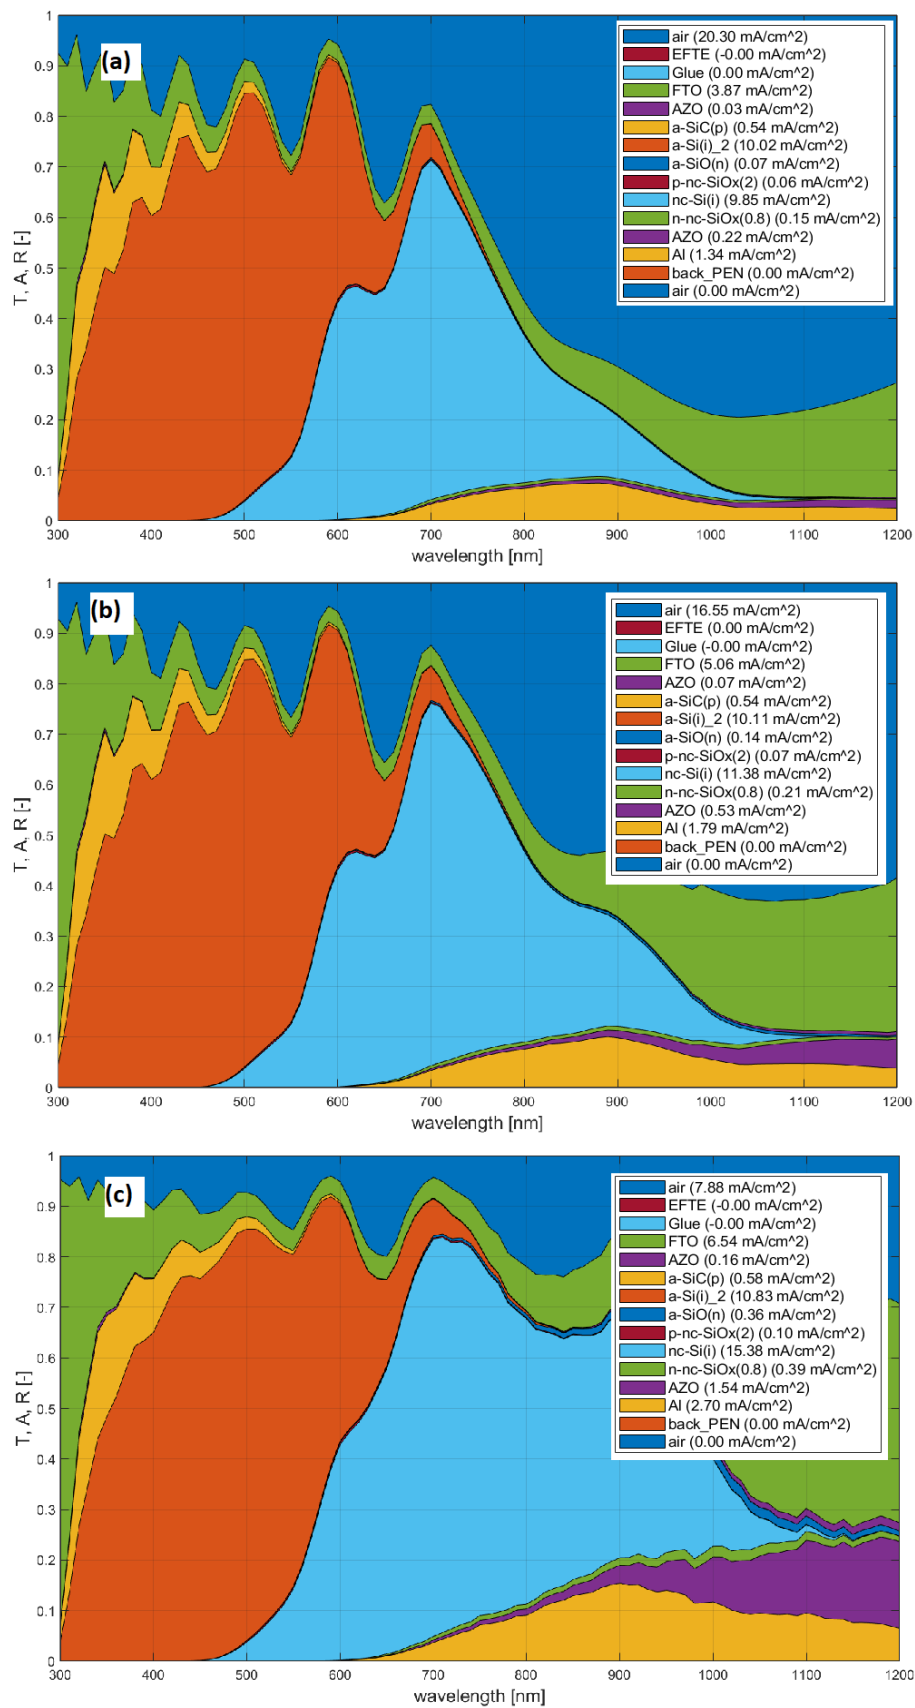 (a)
1
0.9
0.8
0.7
0.6
0.5
0.4
0.3
0.2
0.1
0
T, A, R [-]
air (20.30 mA/cm^2)
EFTE (-0.00 mA/cm^2)
Glue (0.00 mA/cm^2)
FTO (3.87 mA/cm^2)
AZO (0.03 mA/cm^2)
a-SiC(p) (0.54 mA/cm^2)
a-Si(i)_2 (10.02 mA/cm^2)
a-SiO(n) (0.07 mA/cm^2)
p-nc-SiOx(2) (0.06 mA/cm^2)
nc-Si(i) (9.85 mA/cm^2)
n-nc-SiOx(0.8) (0.15 mA/cm^2)
AZO (0.22 mA/cm^2)
Al (1.34 mA/cm^2)
back_PEN (0.00 mA/cm^2)
air (0.00 mA/cm^2)
300 400 500 600 700 800 900 1000 1100 1200
wavelength [nm]
(b)
1
0.9
0.8
0.7
0.6
0.5
0.4
0.3
0.2
0.1
0
T, A, R [-]
air (16.55 mA/cm^2)
EFTE (0.00 mA/cm^2)
Glue (-0.00 mA/cm^2)
FTO (5.06 mA/cm^2)
AZO (0.07 mA/cm^2)
a-SiC(p) (0.54 mA/cm^2)
a-Si(i)_2 (10.11 mA/cm^2)
a-SiO(n) (0.14 mA/cm^2)
p-nc-SiOx(2) (0.07 mA/cm^2)
nc-Si(i) (11.38 mA/cm^2)
n-nc-SiOx(0.8) (0.21 mA/cm^2)
AZO (0.53 mA/cm^2)
Al (1.79 mA/cm^2)
back_PEN (0.00 mA/cm^2)
air (0.00 mA/cm^2)
300 400 500 600 700 800 900 1000 1100 1200
wavelength [nm]
(c)
1
0.9
0.8
0.7
0.6
0.5
0.4
0.3
0.2
0.1
0
T, A, R [-]
air (7.88 mA/cm^2)
EFTE (-0.00 mA/cm^2)
Glue (-0.00 mA/cm^2)
FTO (6.54 mA/cm^2)
AZO (0.16 mA/cm^2)
a-SiC(p) (0.58 mA/cm^2)
a-Si(i)_2 (10.83 mA/cm^2)
a-SiO(n) (0.36 mA/cm^2)
p-nc-SiOx(2) (0.10 mA/cm^2)
nc-Si(i) (15.38 mA/cm^2)
n-nc-SiOx(0.8) (0.39 mA/cm^2)
AZO (1.54 mA/cm^2)
Al (2.70 mA/cm^2)
back_PEN (0.00 mA/cm^2)
air (0.00 mA/cm^2)
300 400 500 600 700 800 900 1000 1100 1200
wavelength [nm]